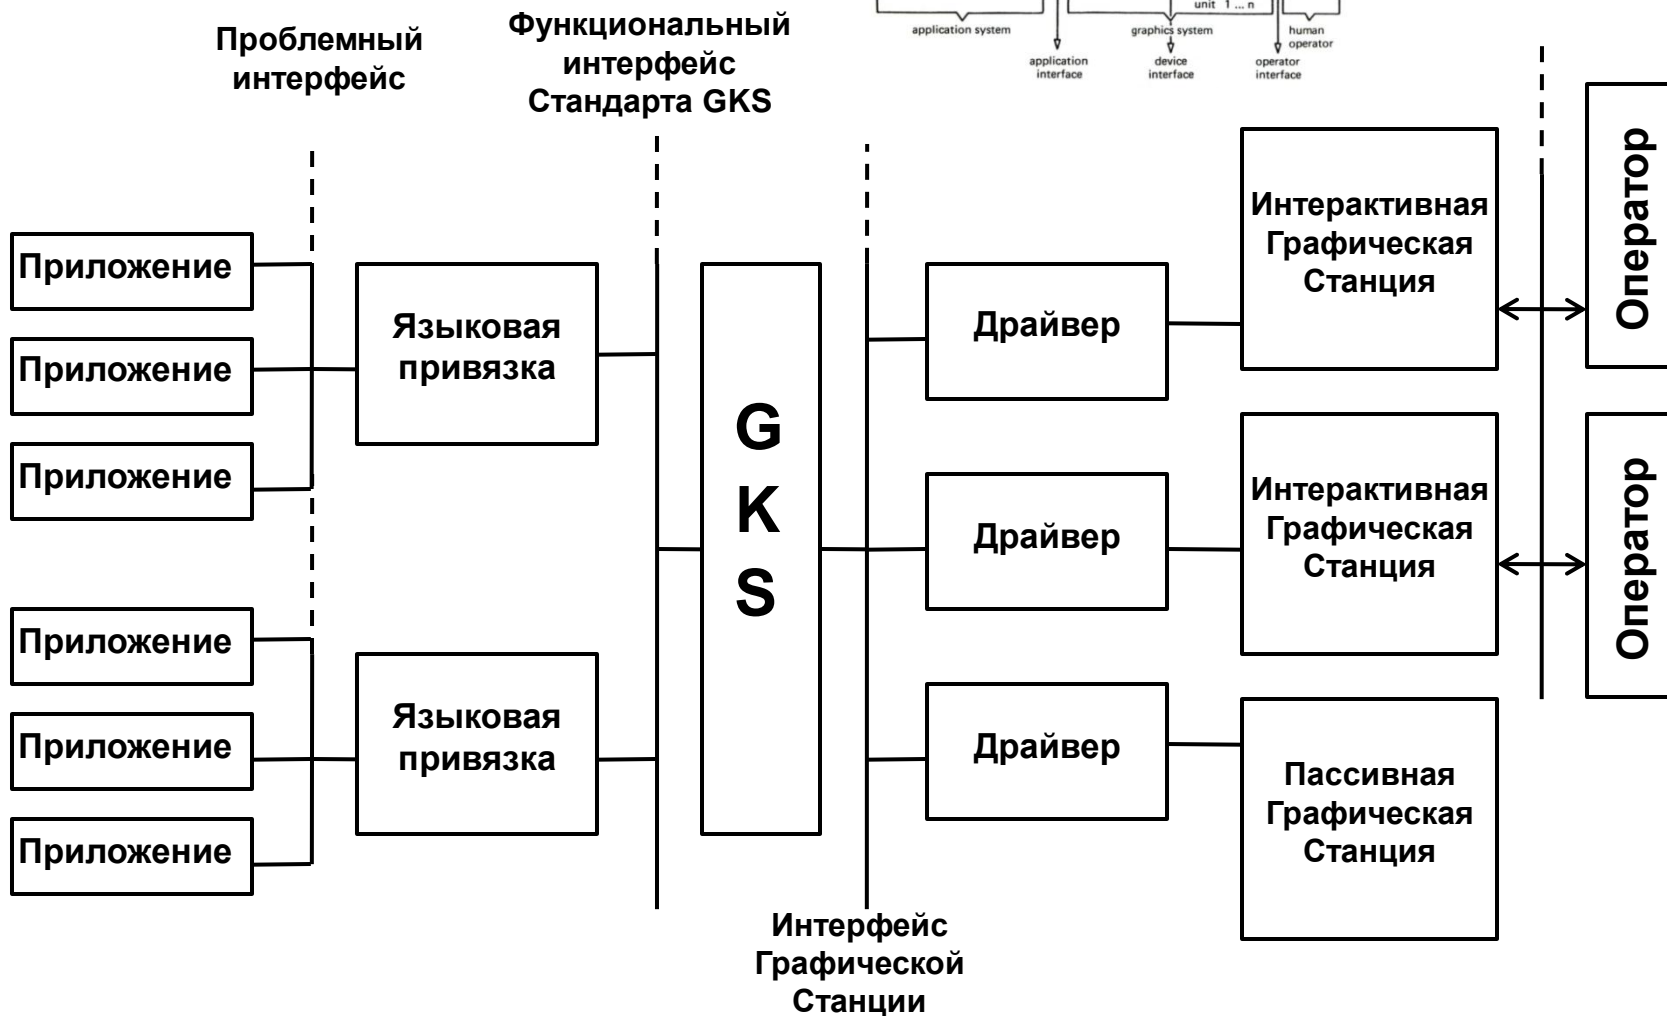 unit 1 ... n
application system
graphics system
human
operator
application
interface
device
interface
operator
interface
Проблемный
интерфейс
Функциональный
интерфейс
Стандарта GKS
Приложение
Приложение
Приложение
Приложение
Приложение
Приложение
Языковая
привязка
Языковая
привязка
G
K
S
Интерфейс
Графической
Станции
Драйвер
Драйвер
Драйвер
Интерактивная
Графическая
Станция
Интерактивная
Графическая
Станция
Пассивная
Графическая
Станция
Оператор
Оператор